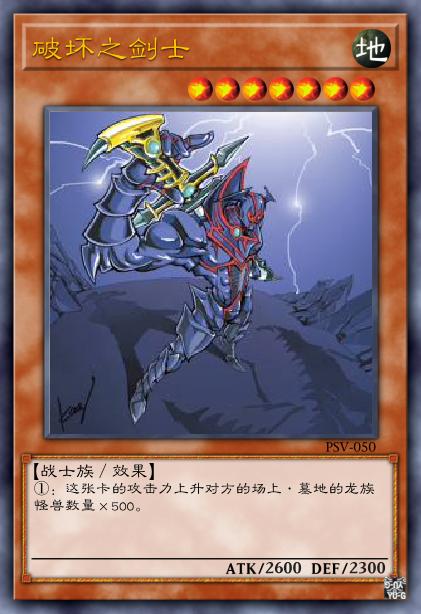 破坏之剑士
地
PSV-050
【战士族／效果】
①：这张卡的攻击力上升对方的场上·墓地的龙族
怪兽数量×500。
ATK/2600 DEF/2300